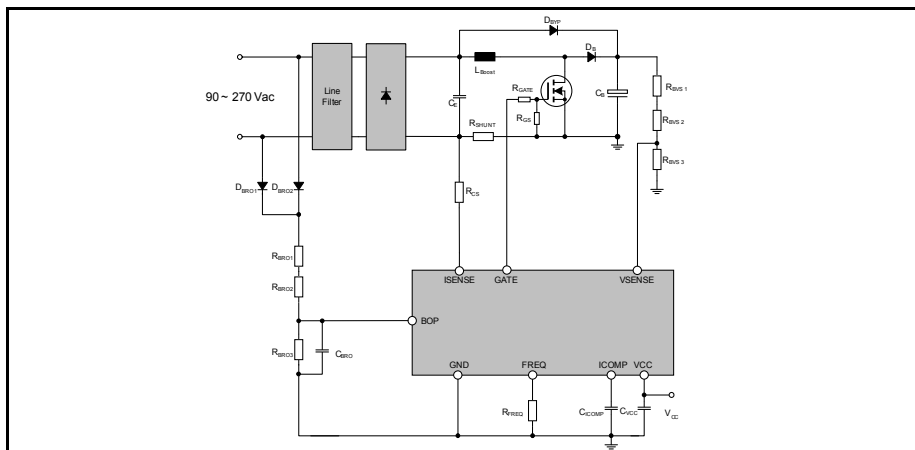 D_BYP
D_B
L_Boost
R_GATE
R_GS
C_E
C_B
R_SHUNT
R_BVS 1
R_BVS 2
R_BVS 3
90 ~ 270 Vac
Line
Filter
D_BRO1
D_BRO2
R_CS
R_BRO1
R_BRO2
R_BRO3
C_BRO
ISENSE
GATE
VSENSE
BOP
GND
FREQ
ICOMP
VCC
R_FREQ
C_ICOMP
C_VCC
V_CC